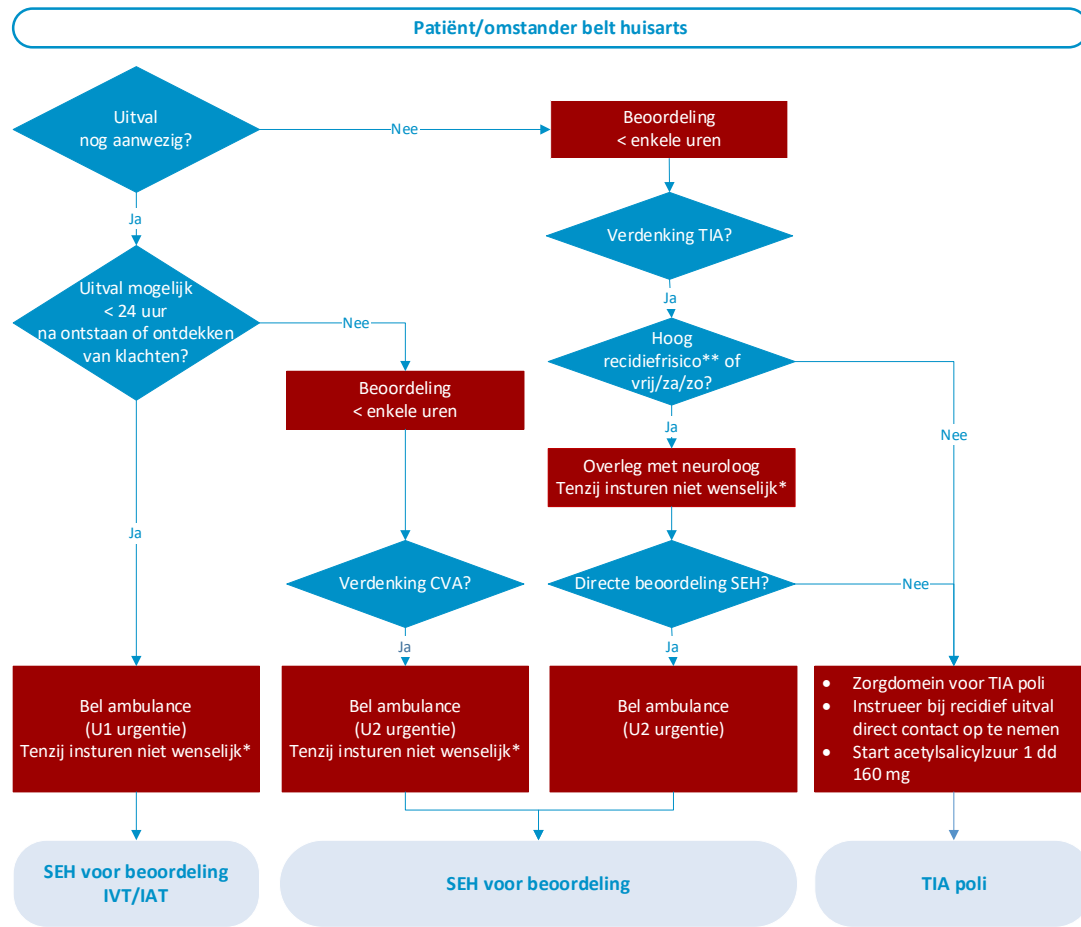 Patiënt/omstander belt huisarts
Uitval
nog aanwezig?
Nee
Beoordeling
< enkele uren
Ja
Verdenking TIA?
Ja
Uitval mogelijk
< 24 uur
na ontstaan of ontdekken
van klachten?
Nee
Hoog
recidiefrisico** of
vrij/za/zo?
Beoordeling
< enkele uren
Ja
Nee
Overleg met neuroloog
Tenzij insturen niet wenselijk*
Ja
Verdenking CVA?
Directe beoordeling SEH?
Nee
Ja
Ja
Bel ambulance
(U1 urgentie)
Tenzij insturen niet wenselijk*
Bel ambulance
(U2 urgentie)
Tenzij insturen niet wenselijk*
Bel ambulance
(U2 urgentie)
• Zorgdomein voor TIA poli
• Instrueer bij recidief uitval
direct contact op te nemen
• Start acetylsalicylzuur 1 dd
160 mg
SEH voor beoordeling
IVT/IAT
SEH voor beoordeling
TIA poli